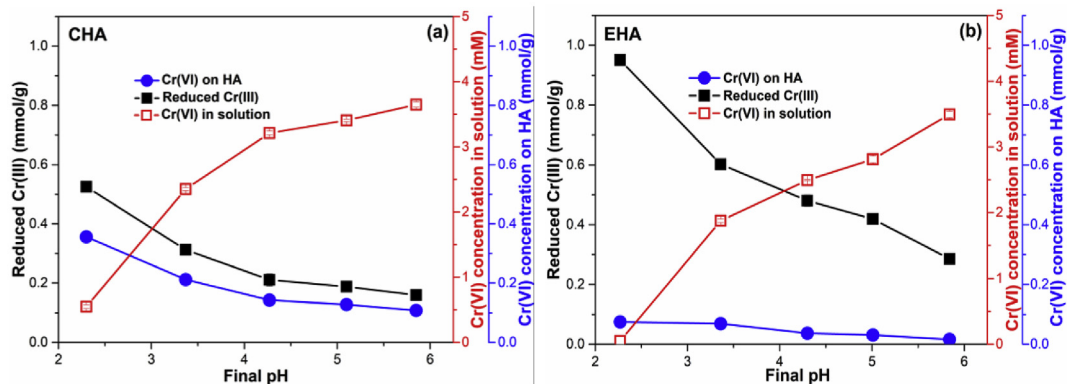 CHA
(a)
Cr(VI) on HA
Reduced Cr(III)
Cr(VI) in solution
Reduced Cr(III) (mmol/g)
1.0
0.8
0.6
0.4
0.2
0.0
2 3 4 5 6
Final pH
5
4
3
2
1
0
Cr(VI) concentration in solution (mM)
1.0
0.8
0.6
0.4
0.2
0.0
Cr(VI) concentration on HA (mmol/g)
EHA
(b)
Cr(VI) on HA
Reduced Cr(III)
Cr(VI) in solution
Reduced Cr(III) (mmol/g)
1.0
0.8
0.6
0.4
0.2
0.0
2 3 4 5 6
Final pH
5
4
3
2
1
0
Cr(VI) concentration in solution (mM)
1.0
0.8
0.6
0.4
0.2
0.0
Cr(VI) concentration on HA (mmol/g)